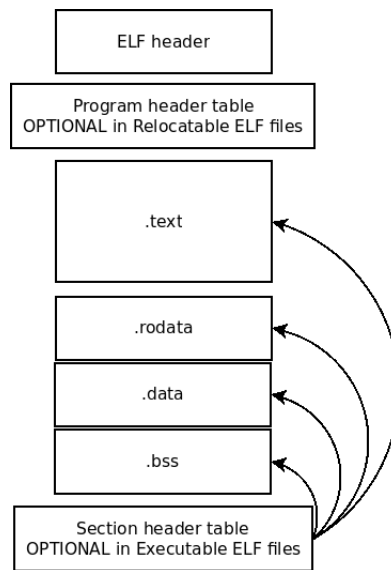 ELF header
Program header table
OPTIONAL in Relocatable ELF files
.text
.rodata
.data
.bss
Section header table
OPTIONAL in Executable ELF files